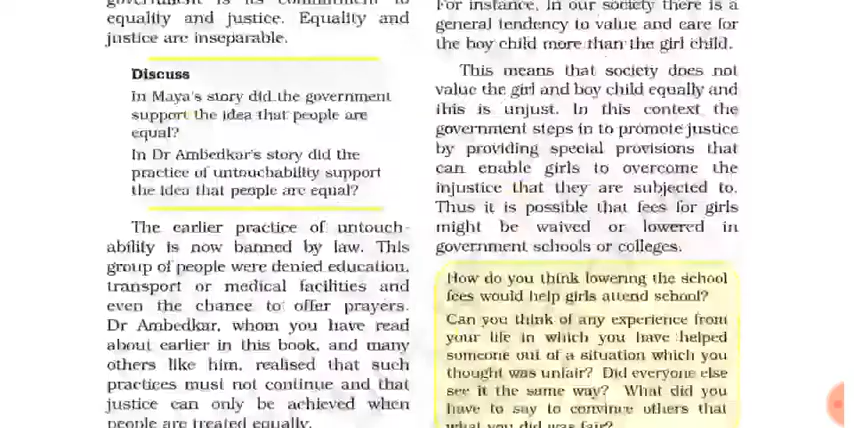 government is its commitment to
equality and justice. Equality and
justice are inseparable.
Discuss
In Maya's story did the government
support the idea that people are
equal?
In Dr Ambedkar's story did the
practice of untouchability support
the idea that people are equal?
The earlier practice of untouch-
ability is now banned by law. This
group of people were denied education,
transport or medical facilities and
even the chance to offer prayers.
Dr Ambedkar, whom you have read
about earlier in this book, and many
others like him, realised that such
practices must not continue and that
justice can only be achieved when
people are treated equally.
For instance, in our society there is a
general tendency to value and care for
the boy child more than the girl child.
This means that society does not
value the girl and boy child equally and
this is unjust. In this context the
government steps in to promote justice
by providing special provisions that
can enable girls to overcome the
injustice that they are subjected to.
Thus it is possible that fees for girls
might be waived or lowered in
government schools or colleges.
How do you think lowering the school
fees would help girls attend school?
Can you think of any experience from
your life in which you have helped
someone out of a situation which you
thought was unfair? Did everyone else
see it the same way? What did you
have to say to convince others that
what you did was fair?